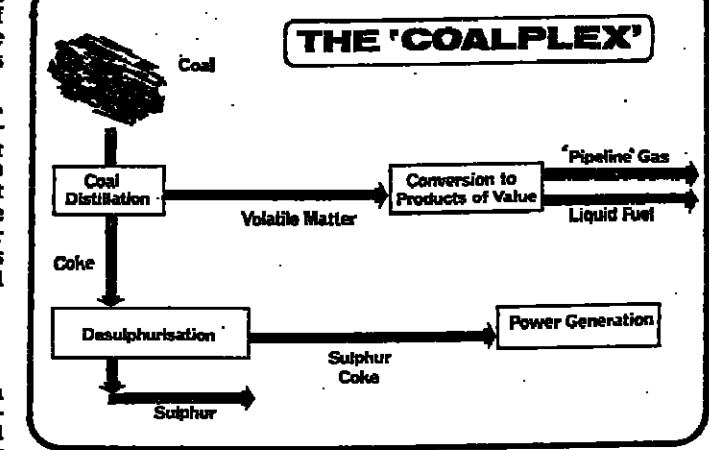 THE 'COALPLEX'
Coal
'Pipeline' Gas
Coal
Distillation
Conversion to
Products of Value
Volatile Matter
Liquid Fuel
Coke
Desulphurisation
Power Generation
Sulphur
Coke
Sulphur